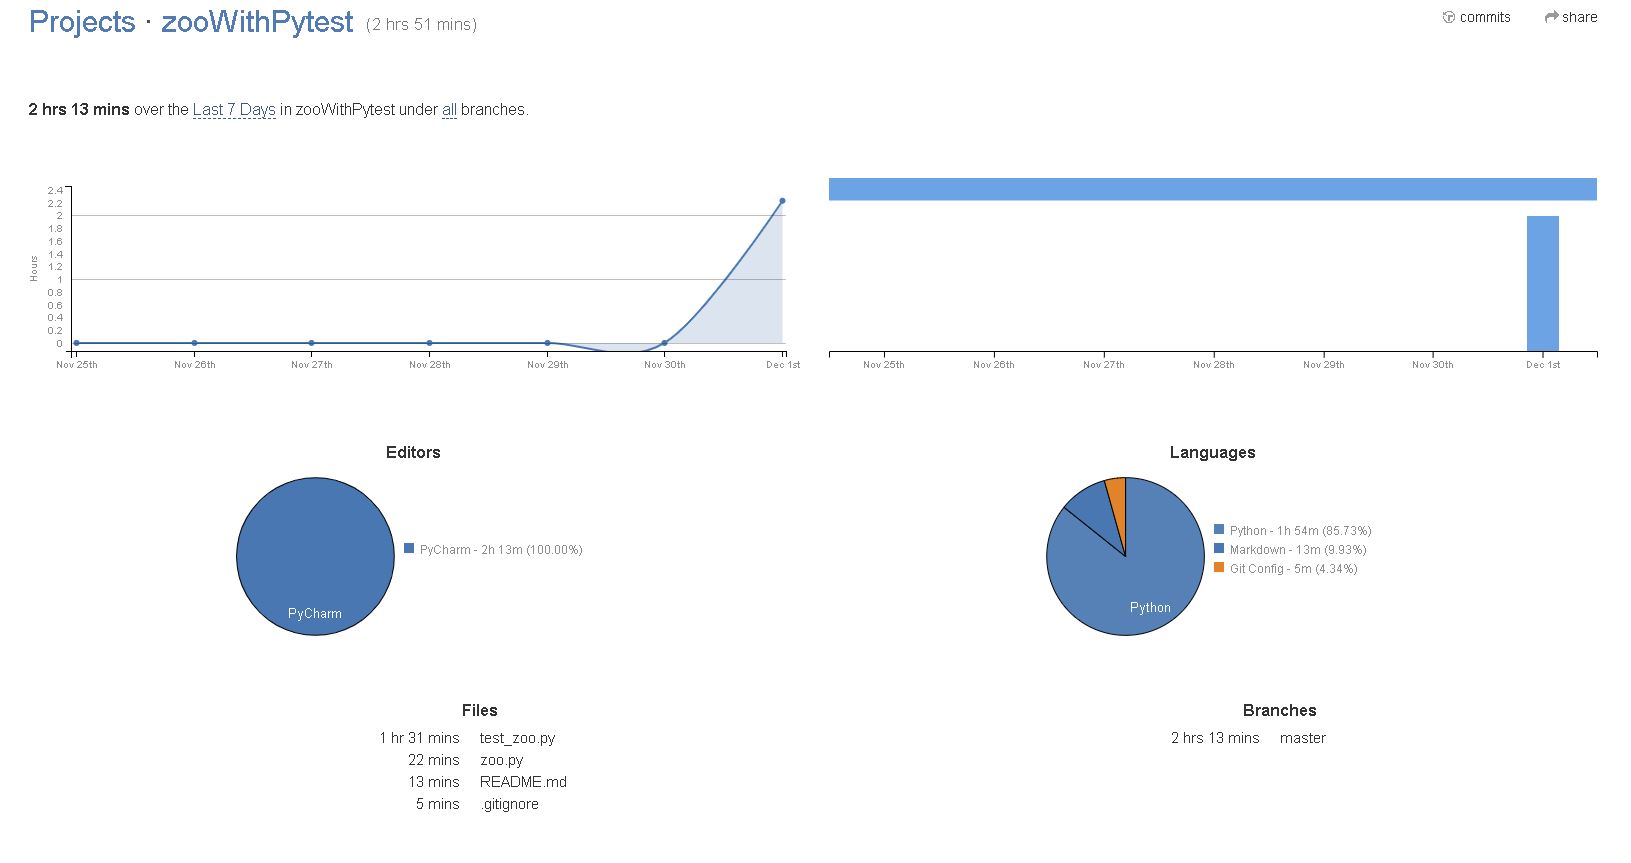 Projects · zooWithPytest (2 hrs 51 mins)
commits
share
2 hrs 13 mins over the Last 7 Days in zooWithPytest under all branches.
Hours
2.4
2.2
2
1.8
1.6
1.4
1.2
1
0.8
0.6
0.4
0.2
0
Nov 25th Nov 26th Nov 27th Nov 28th Nov 29th Nov 30th Dec 1st
Nov 25th Nov 26th Nov 27th Nov 28th Nov 29th Nov 30th Dec 1st
Editors
PyCharm
PyCharm - 2h 13m (100.00%)
Languages
Python
Python - 1h 54m (85.73%)
Markdown - 13m (9.93%)
Git Config - 5m (4.34%)
Files
1 hr 31 mins test_zoo.py
22 mins zoo.py
13 mins README.md
5 mins .gitignore
Branches
2 hrs 13 mins master